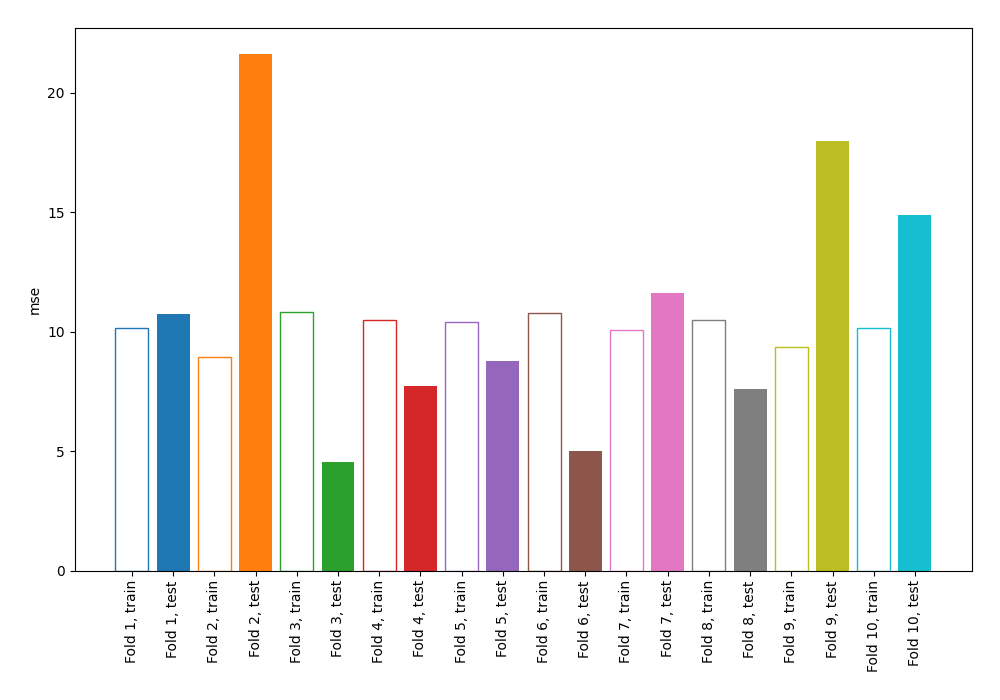 mse
20
15
10
5
0
Fold 1, train
Fold 1, test
Fold 2, train
Fold 2, test
Fold 3, train
Fold 3, test
Fold 4, train
Fold 4, test
Fold 5, train
Fold 5, test
Fold 6, train
Fold 6, test
Fold 7, train
Fold 7, test
Fold 8, train
Fold 8, test
Fold 9, train
Fold 9, test
Fold 10, train
Fold 10, test